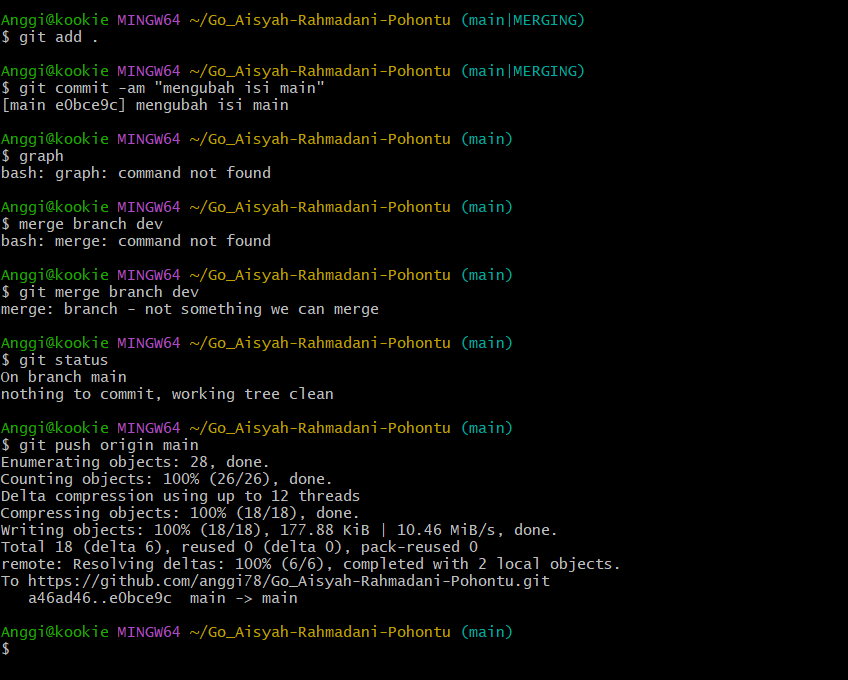 Anggi@kookie MINGW64 ~/Go_Aisyah-Rahmadani-Pohontu (main|MERGING)
$ git add .
Anggi@kookie MINGW64 ~/Go_Aisyah-Rahmadani-Pohontu (main|MERGING)
$ git commit -am "mengubah isi main"
[main e0bce9c] mengubah isi main
Anggi@kookie MINGW64 ~/Go_Aisyah-Rahmadani-Pohontu (main)
$ graph
bash: graph: command not found
Anggi@kookie MINGW64 ~/Go_Aisyah-Rahmadani-Pohontu (main)
$ merge branch dev
bash: merge: command not found
Anggi@kookie MINGW64 ~/Go_Aisyah-Rahmadani-Pohontu (main)
$ git merge branch dev
merge: branch - not something we can merge
Anggi@kookie MINGW64 ~/Go_Aisyah-Rahmadani-Pohontu (main)
$ git status
On branch main
nothing to commit, working tree clean
Anggi@kookie MINGW64 ~/Go_Aisyah-Rahmadani-Pohontu (main)
$ git push origin main
Enumerating objects: 28, done.
Counting objects: 100% (26/26), done.
Delta compression using up to 12 threads
Compressing objects: 100% (18/18), done.
Writing objects: 100% (18/18), 177.88 KiB | 10.46 MiB/s, done.
Total 18 (delta 6), reused 0 (delta 0), pack-reused 0
remote: Resolving deltas: 100% (6/6), completed with 2 local objects.
To https://github.com/anggi78/Go_Aisyah-Rahmadani-Pohontu.git
   a46ad46..e0bce9c  main -> main
Anggi@kookie MINGW64 ~/Go_Aisyah-Rahmadani-Pohontu (main)
$